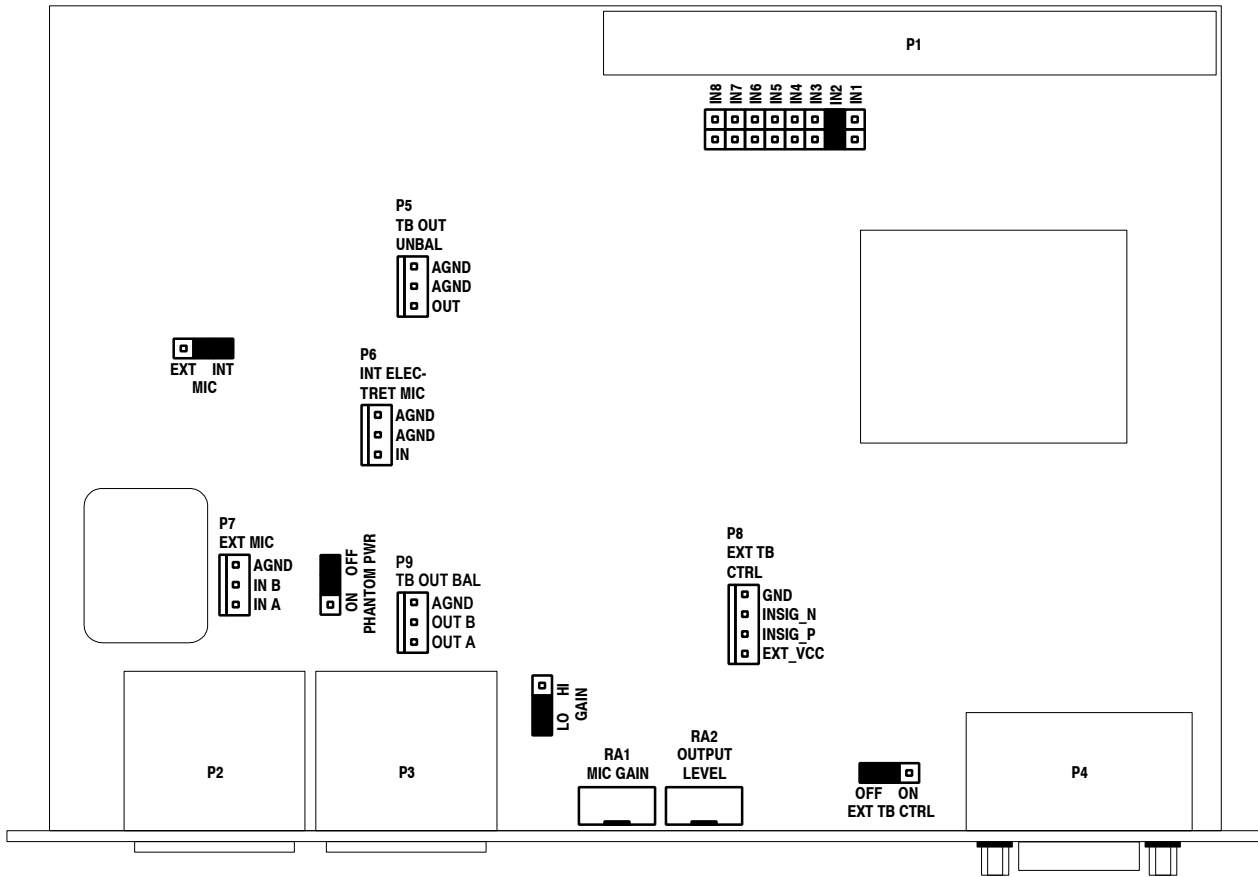 P1
IN8
IN7
IN6
IN5
IN4
IN3
IN2
IN1
P5
TB OUT
UNBAL
AGND
AGND
OUT
EXT INT
MIC
P6
INT ELEC-
TRET MIC
AGND
AGND
IN
P7
EXT MIC
AGND
IN B
IN A
ON OFF
PHANTOM PWR
P9
TB OUT BAL
AGND
OUT B
OUT A
P8
EXT TB
CTRL
GND
INSIG_N
INSIG_P
EXT_VCC
LO HI
GAIN
RA1
MIC GAIN
RA2
OUTPUT
LEVEL
OFF ON
EXT TB CTRL
P2
P3
P4